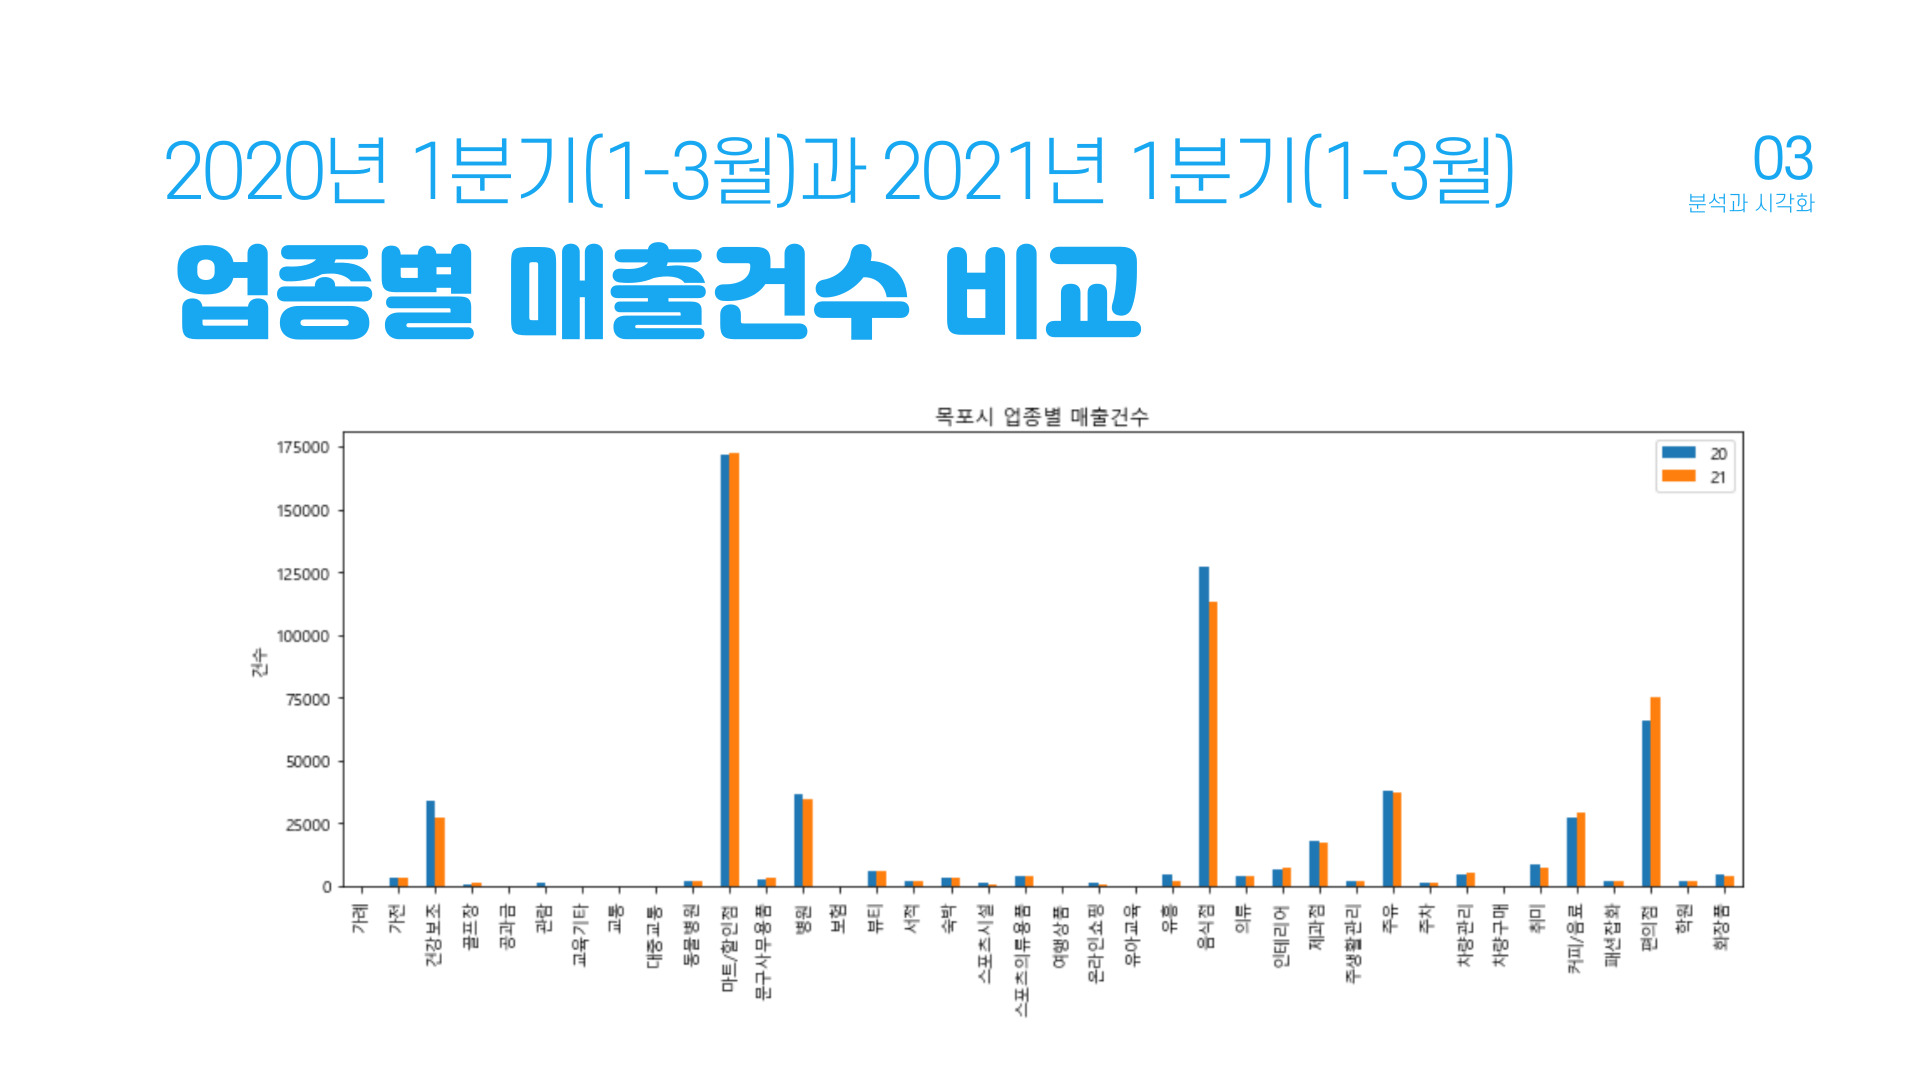 2020년 1분기(1-3월)과 2021년 1분기(1-3월)
03
분석과 시각화
업종별 매출건수 비교
목포시 업종별 매출건수
20
21
건수
175000
150000
125000
100000
75000
50000
25000
0
가례
가전
건강보조
골프장
공과금
관람
교육기타
교통
대중교통
동물병원
마트/할인점
문구사무용품
병원
보험
뷰티
서적
숙박
스포츠시설
스포츠의류용품
여행상품
온라인쇼핑
유아교육
유흥
음식점
의류
인테리어
제과점
주생활관리
주유
주차
차량관리
차량구매
취미
커피/음료
패션잡화
편의점
학원
화장품